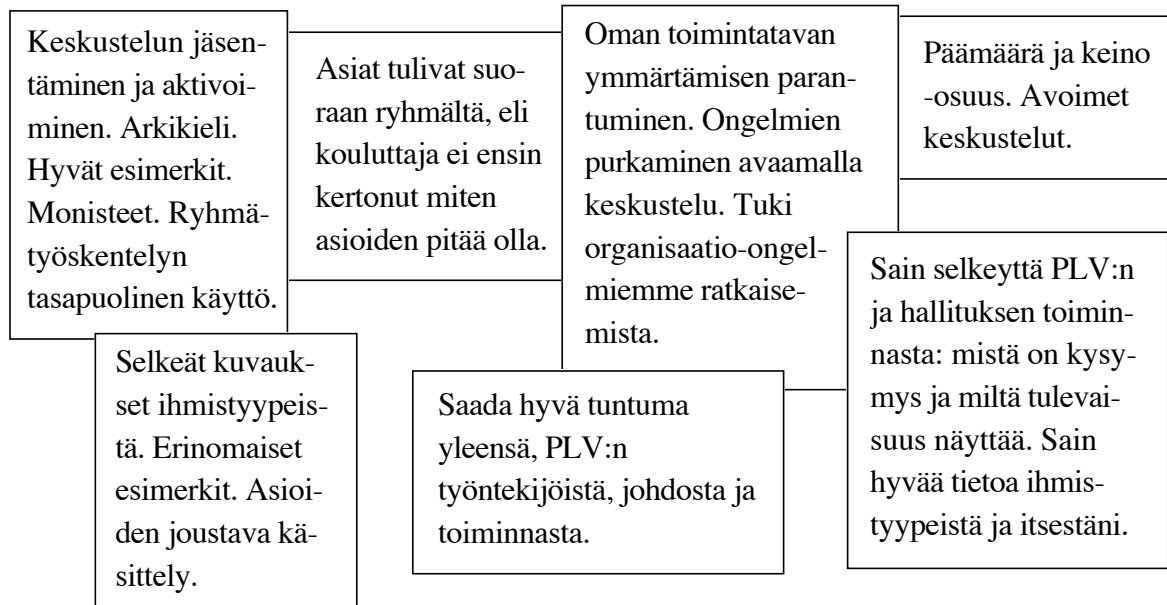 Keskustelun jäsen-
täminen ja aktivoi-
minen. Arkikieli.
Hyvät esimerkit.
Monisteet. Ryhmä-
työskentelyn
tasapuolinen käyttö.
Asiat tulivat suo-
raan ryhmältä, eli
kouluttaja ei ensin
kertonut miten
asioiden pitää olla.
Oman toimintatavan
ymmärtämisen paran-
tuminen. Ongelmien
purkaminen avaamalla
keskustelu. Tuki
organisaatio-ongel-
miemme ratkaise-
mista.
Päämäärä ja keino
-osuus. Avoimet
keskustelut.
Selkeät kuvauk-
set ihmistyypeis-
tä. Erinomaiset
esimerkit. Asioi-
den joustava kä-
sittely.
Saada hyvä tuntuma
yleensä, PLV:n
työntekijöistä, johdosta ja
toiminnasta.
Sain selkeyttä PLV:n
ja hallituksen toimin-
nasta: mistä on kysy-
mys ja miltä tulevai-
suus näyttää. Sain
hyvää tietoa ihmis-
tyypeistä ja itsestäni.